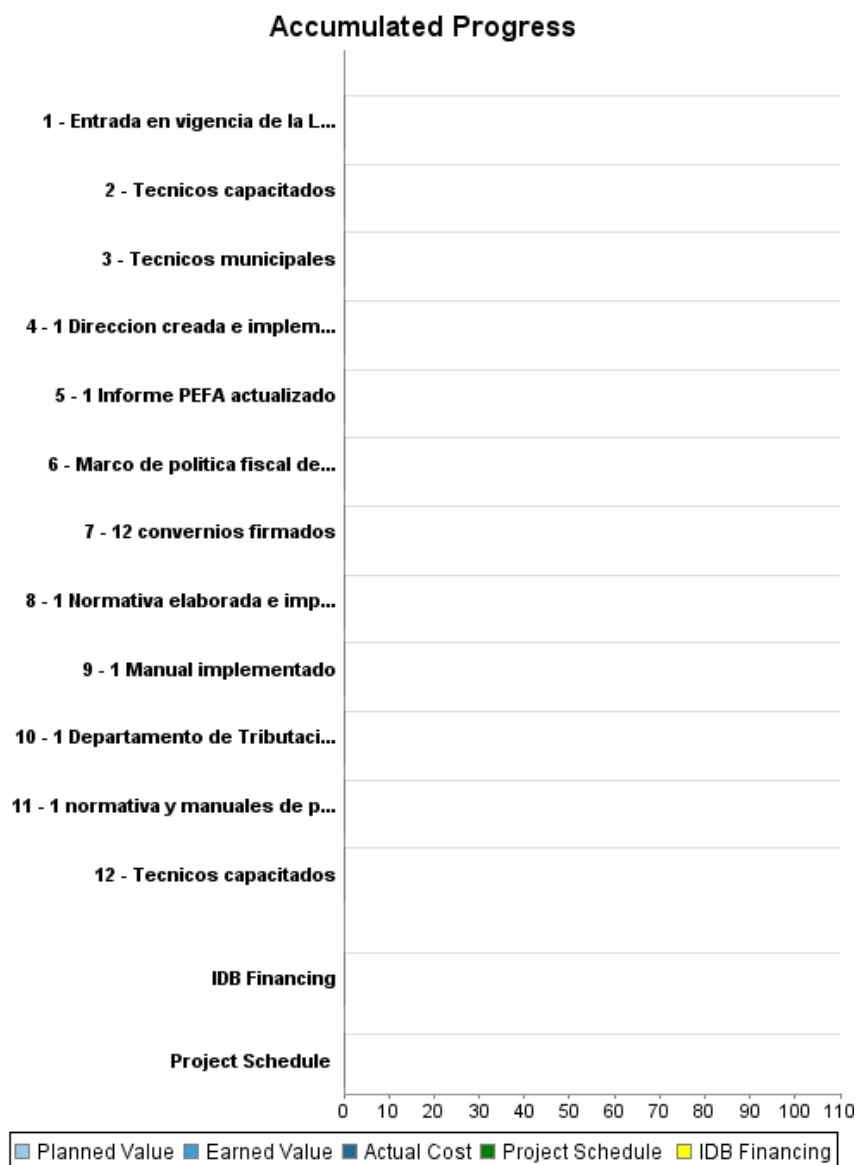 Accumulated Progress
1 - Entrada en vigencia de la L...
2 - Tecnicos capacitados
3 - Tecnicos municipales
4 - 1 Direccion creada e implem...
5 - 1 Informe PEFA actualizado
6 - Marco de politica fiscal de...
7 - 12 convernios firmados
8 - 1 Normativa elaborada e imp...
9 - 1 Manual implementado
10 - 1 Departamento de Tributaci...
11 - 1 normativa y manuales de p...
12 - Tecnicos capacitados
IDB Financing
Project Schedule
0 10 20 30 40 50 60 70 80 90 100 110
Planned Value Earned Value Actual Cost Project Schedule IDB Financing